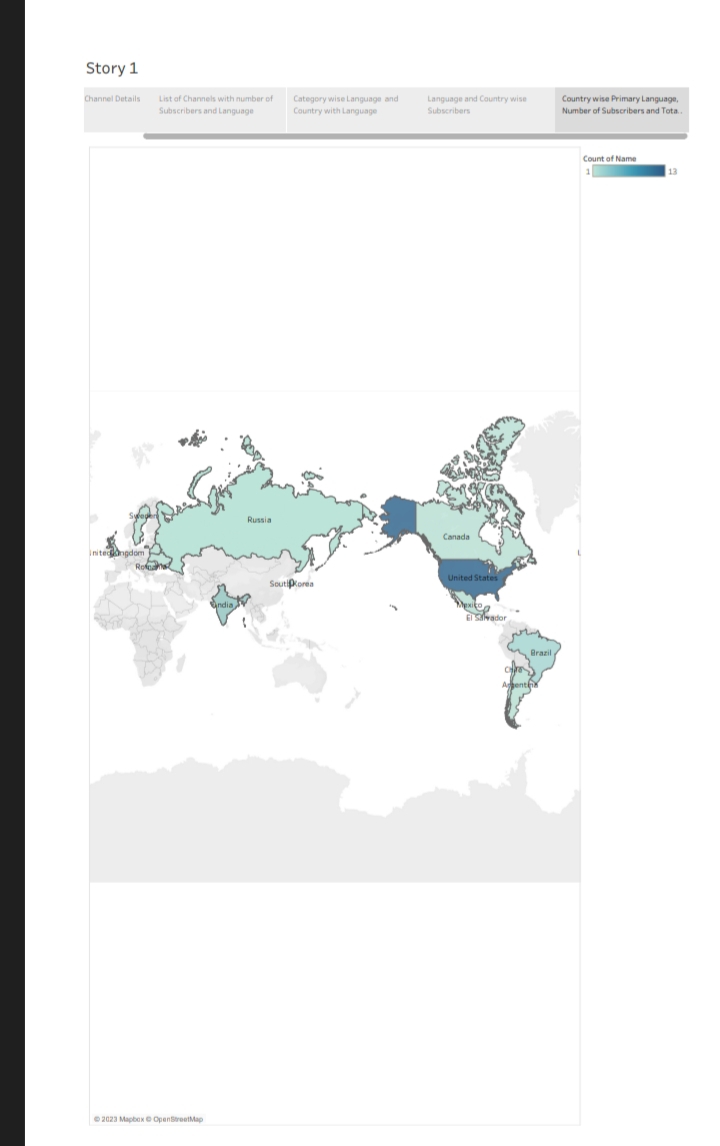 Story 1
Channel Details
List of Channels with number of
Subscribers and Language
Category wise Language and
Country with Language
Language and Country wise
Subscribers
Country wise Primary Language,
Number of Subscribers and Tota..
Count of Name
1
13
Sweden
Russia
Canada
nited Kingdom
Romania
United States
South Korea
India
Mexico
El Salvador
Brazil
Chile
Argentina
© 2023 Mapbox © OpenStreetMap